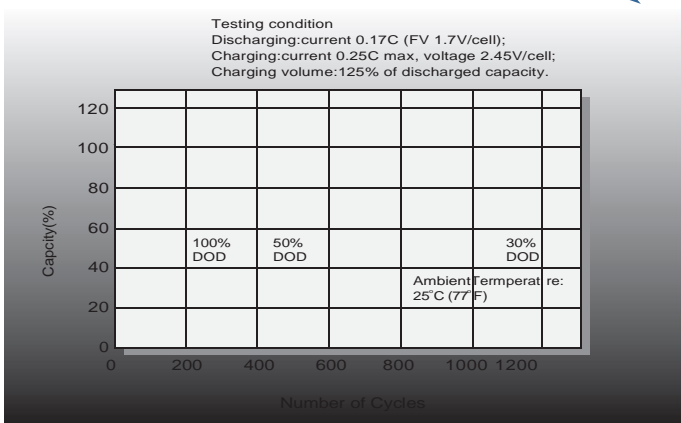 Testing condition
Discharging:current 0.17C (FV 1.7V/cell);
Charging:current 0.25C max, voltage 2.45V/cell;
Charging volume:125% of discharged capacity.
120
100
80
60
40
20
0
Capcity(%)
100%
DOD
50%
DOD
30%
DOD
AmbientTermperat re:
25°C (77°F)
0 200 400 600 800 1000 1200
Number of Cycles